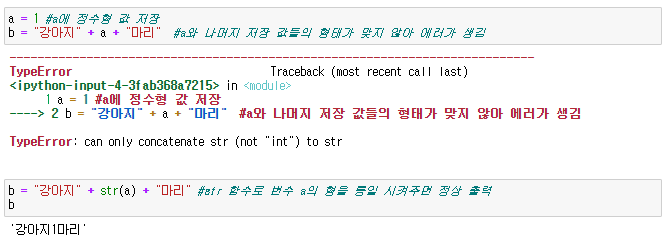 a = 1 #a에 정수형 값 저장
b = "강아지" + a + "마리"  #a와 나머지 저장 값들의 형태가 맞지 않아 에러가 생김
---------------------------------------------------------------------------
TypeError                                 Traceback (most recent call last)
<ipython-input-4-3fab368a7215> in <module>
      1 a = 1 #a에 정수형 값 저장
----> 2 b = "강아지" + a + "마리"  #a와 나머지 저장 값들의 형태가 맞지 않아 에러가 생김
TypeError: can only concatenate str (not "int") to str
b = "강아지" + str(a) + "마리" #str 함수로 변수 a의 형을 통일 시켜주면 정상 출력
b
'강아지1마리'